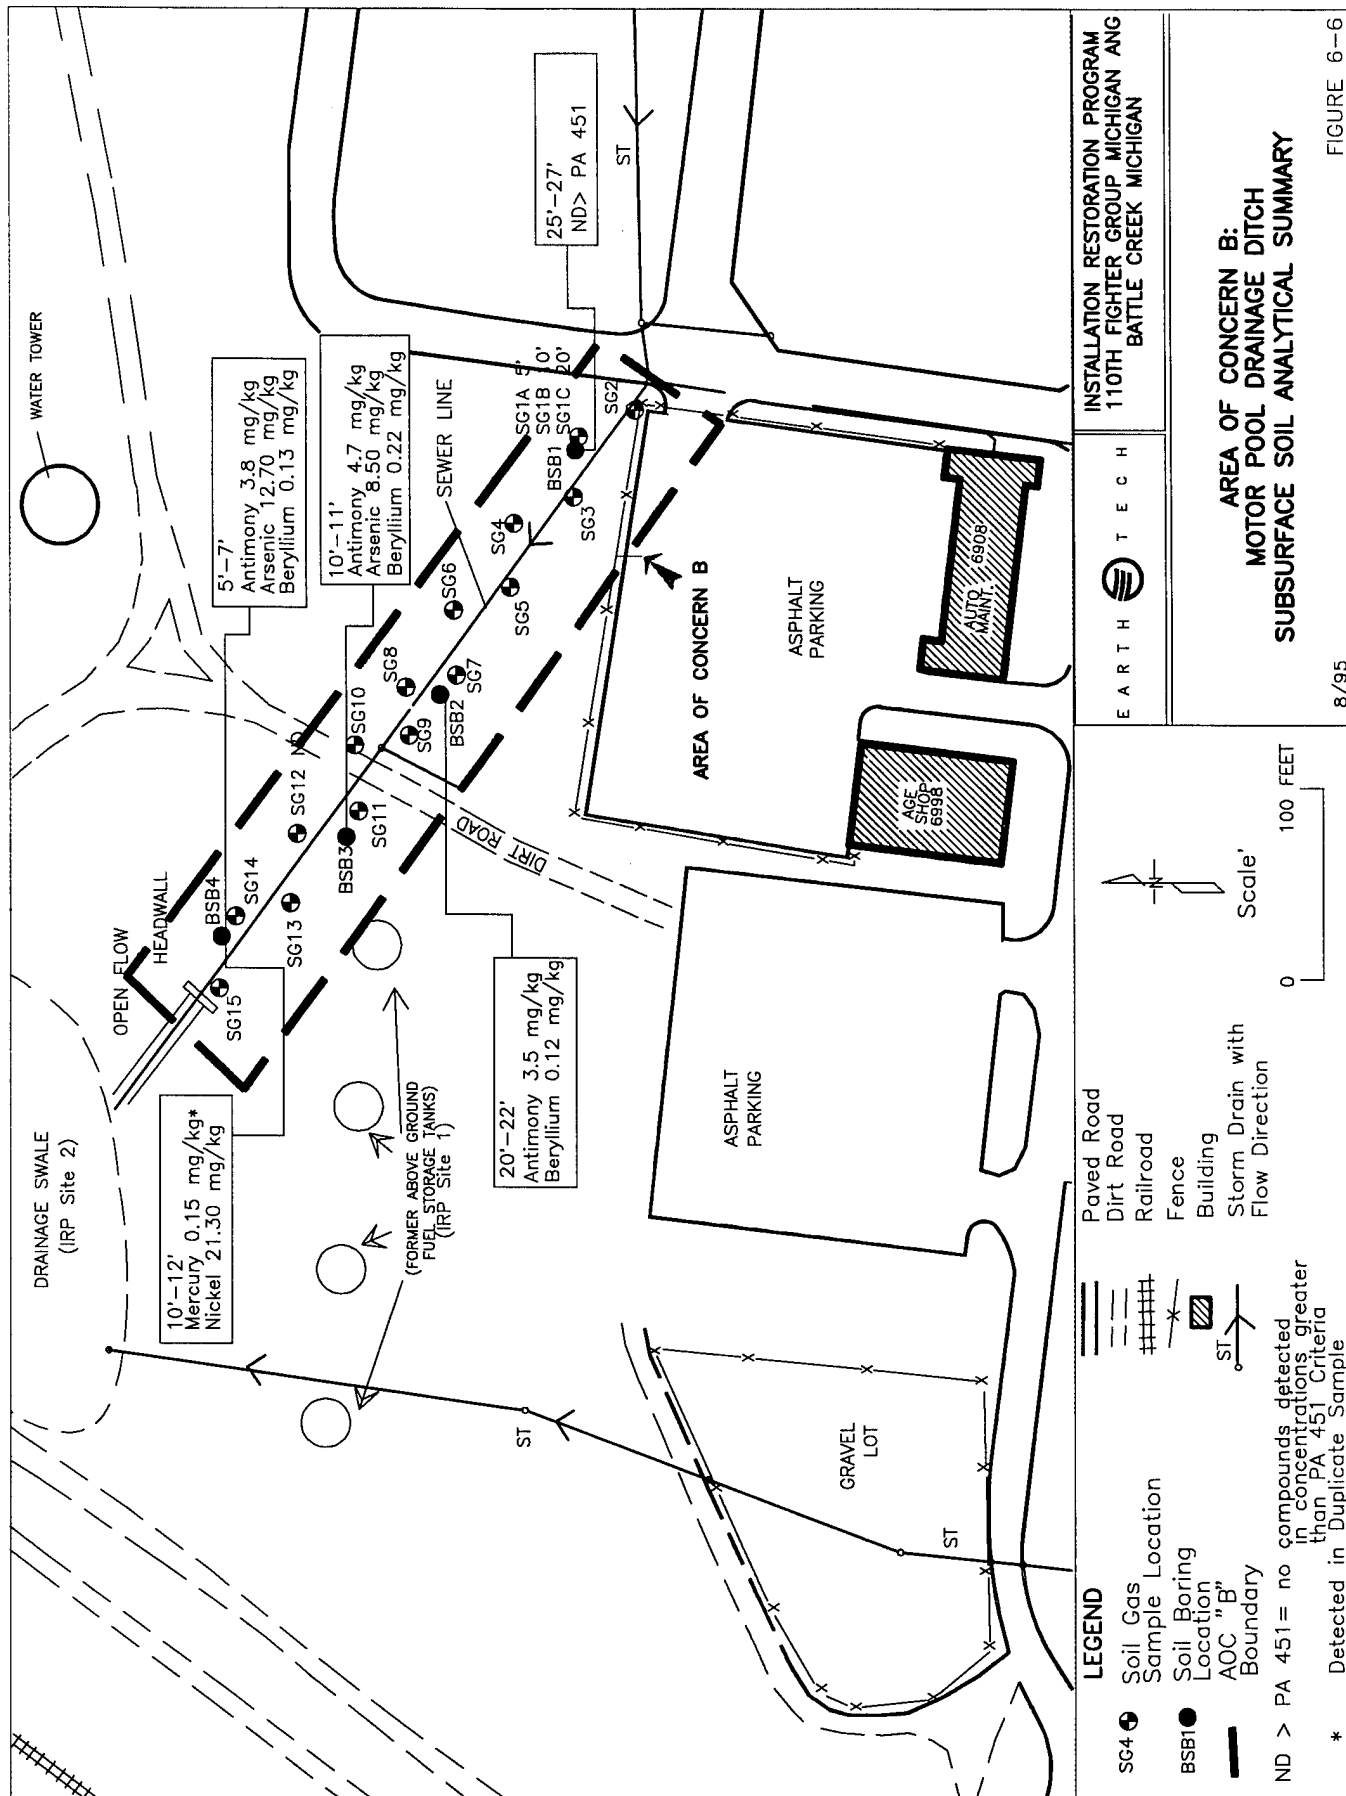 WATER TOWER
5'-7'
Antimony 3.8 mg/kg
Arsenic 12.70 mg/kg
Beryllium 0.13 mg/kg
10'-11'
Antimony 4.7 mg/kg
Arsenic 8.50 mg/kg
Beryllium 0.22 mg/kg
25'-27'
ND> PA 451
ST
SEWER LINE
SG1A 5'
SG1B 10'
SG1C 20'
SG2
BSB1
SG3
SG4
SG5
SG6
SG7
SG8
BSB2
SG9
SG10
ND
SG11
SG12
BSB3
SG13
SG14
BSB4
SG15
HEADWALL
OPEN FLOW
DIRT ROAD
AREA OF CONCERN B
ASPHALT
PARKING
AUTO
MAINT.
6908
AGE
SHOP
6998
DRAINAGE SWALE
(IRP Site 2)
10'-12'
Mercury 0.15 mg/kg*
Nickel 21.30 mg/kg
(FORMER ABOVE GROUND
FUEL STORAGE TANKS)
(IRP Site 1)
20'-22'
Antimony 3.5 mg/kg
Beryllium 0.12 mg/kg
ASPHALT
PARKING
ST
GRAVEL
LOT
ST
LEGEND
SG4
Soil Gas
Sample Location
BSB1
Soil Boring
Location
AOC "B"
Boundary
ND > PA 451= no compounds detected
in concentrations greater
than PA 451 Criteria
* Detected in Duplicate Sample
Paved Road
Dirt Road
Railroad
Fence
Building
ST
Storm Drain with
Flow Direction
N
Scale'
0 100 FEET
EARTH TECH
INSTALLATION RESTORATION PROGRAM
110TH FIGHTER GROUP MICHIGAN ANG
BATTLE CREEK MICHIGAN
AREA OF CONCERN B:
MOTOR POOL DRAINAGE DITCH
SUBSURFACE SOIL ANALYTICAL SUMMARY
8/95
FIGURE 6-6